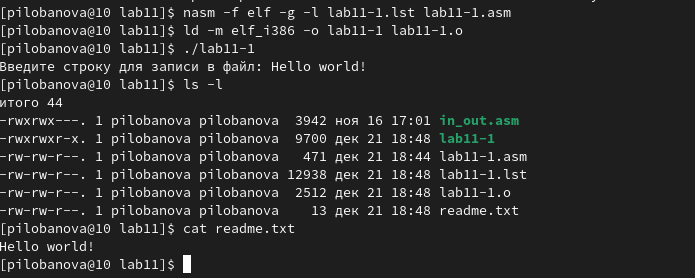 [pilobanova@10 lab11]$ nasm -f elf -g -l lab11-1.lst lab11-1.asm
[pilobanova@10 lab11]$ ld -m elf_i386 -o lab11-1 lab11-1.o
[pilobanova@10 lab11]$ ./lab11-1
Введите строку для записи в файл: Hello world!
[pilobanova@10 lab11]$ ls -l
итого 44
-rwxrwx---. 1 pilobanova pilobanova  3942 ноя 16 17:01 in_out.asm
-rwxrwxr-x. 1 pilobanova pilobanova  9700 дек 21 18:48 lab11-1
-rw-rw-r--. 1 pilobanova pilobanova   471 дек 21 18:44 lab11-1.asm
-rw-rw-r--. 1 pilobanova pilobanova 12938 дек 21 18:48 lab11-1.lst
-rw-rw-r--. 1 pilobanova pilobanova  2512 дек 21 18:48 lab11-1.o
-rw-rw-r--. 1 pilobanova pilobanova    13 дек 21 18:48 readme.txt
[pilobanova@10 lab11]$ cat readme.txt
Hello world!
[pilobanova@10 lab11]$